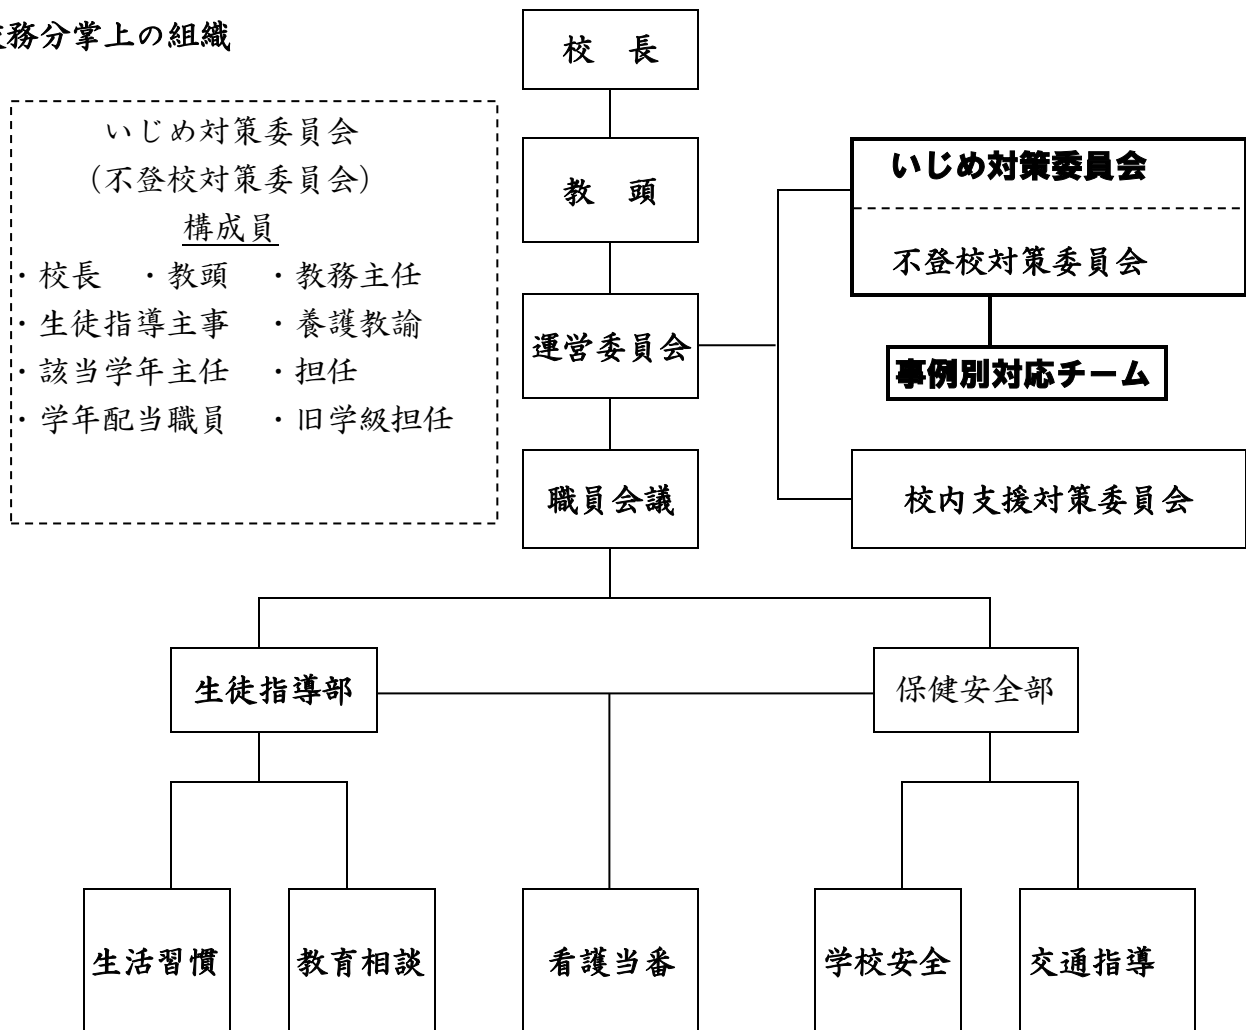 務分掌上の組織
校　長
いじめ対策委員会
（不登校対策委員会）
構成員
・校長　・教頭　・教務主任
・生徒指導主事　・養護教諭
・該当学年主任　・担任
・学年配当職員　・旧学級担任
教　頭
いじめ対策委員会
不登校対策委員会
運営委員会
事例別対応チーム
職員会議
校内支援対策委員会
生徒指導部
保健安全部
生活習慣
教育相談
看護当番
学校安全
交通指導